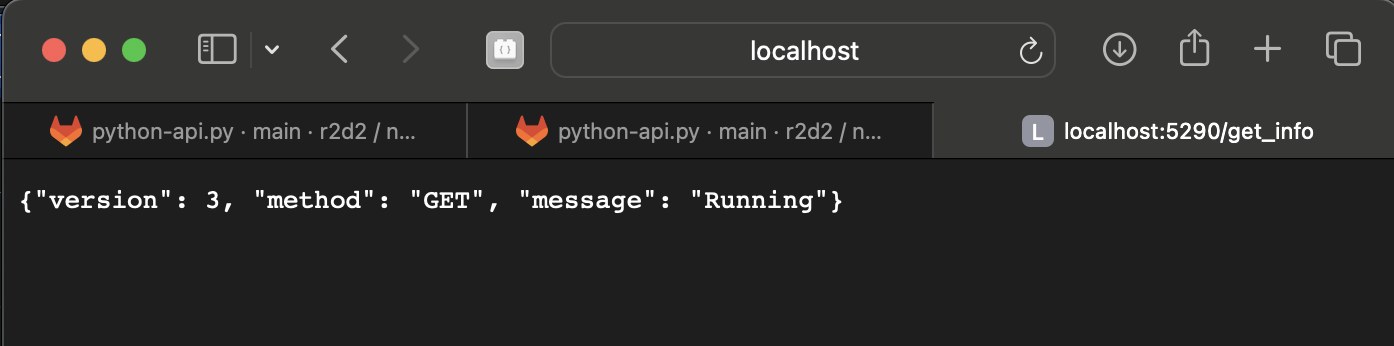 localhost
python-api.py · main · r2d2 / n...
python-api.py · main · r2d2 / n...
L localhost:5290/get_info
{"version": 3, "method": "GET", "message": "Running"}